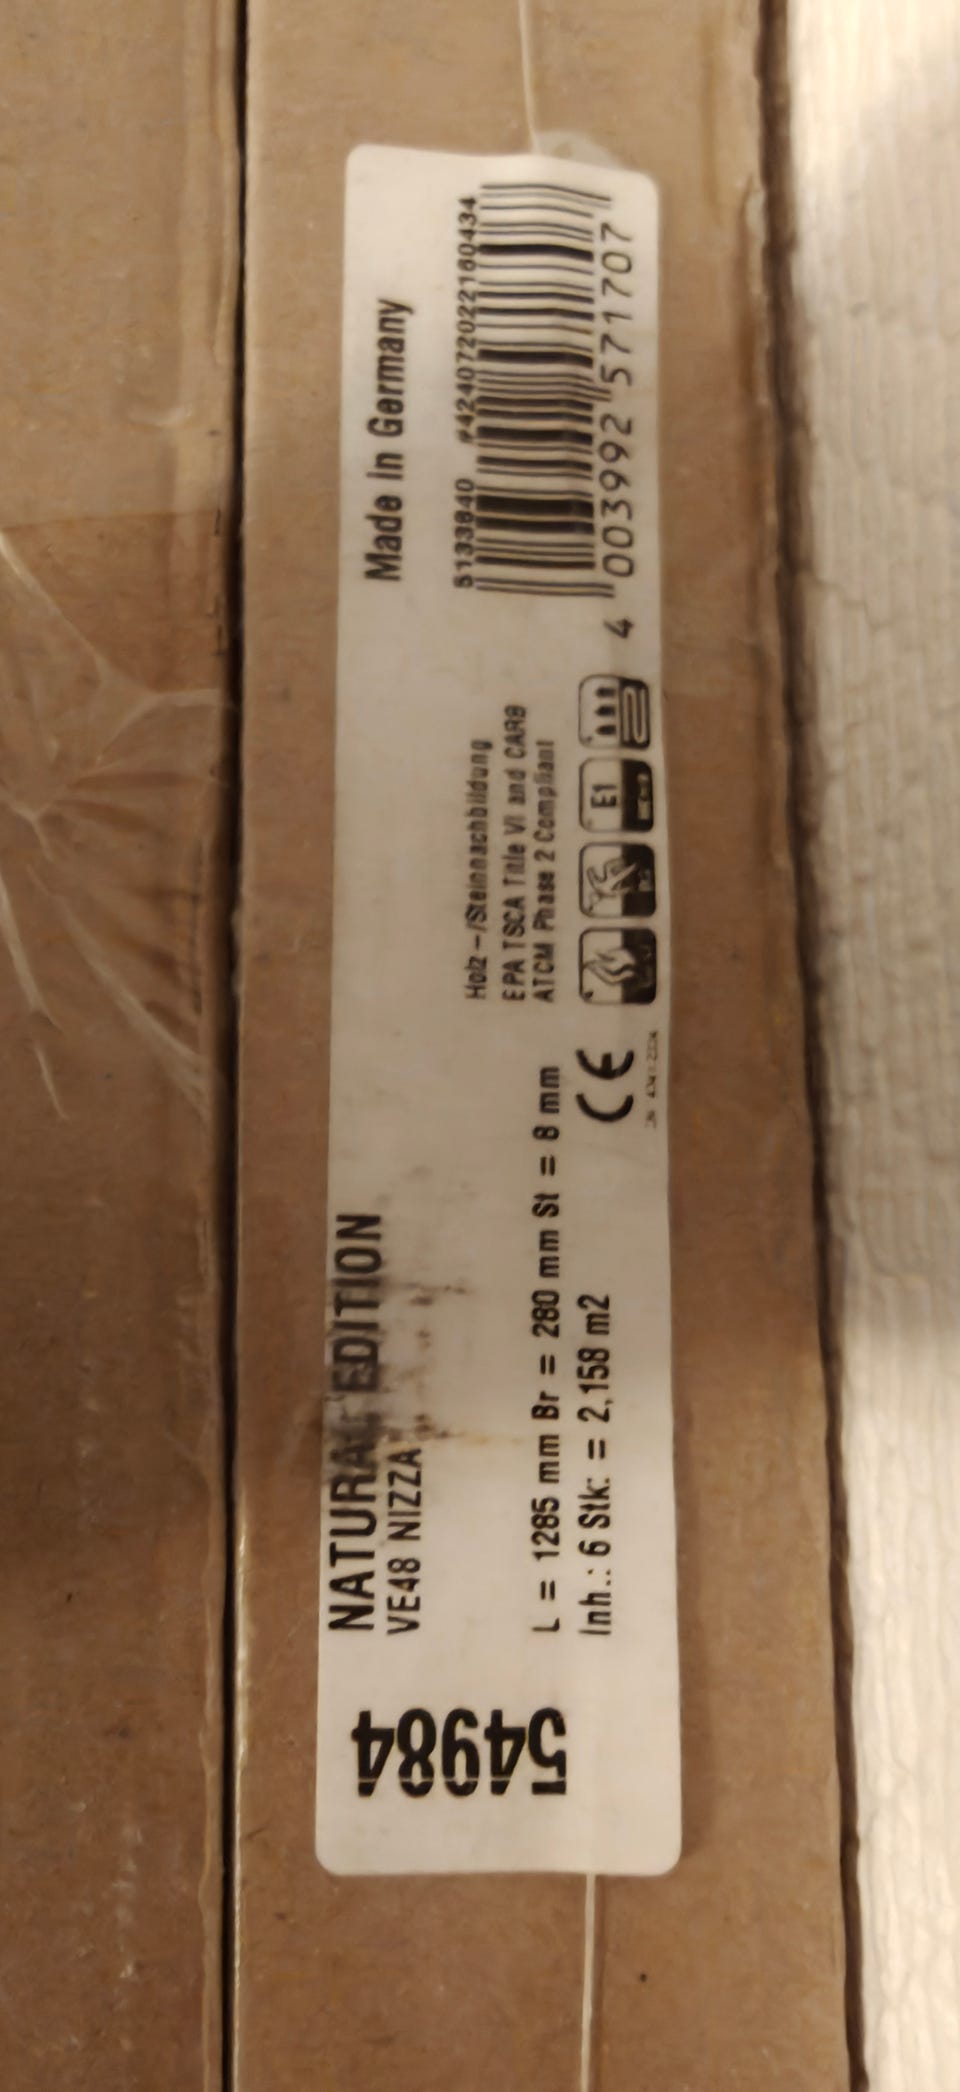 54984
NATURAL EDITION
VE48 NIZZA
L = 1285 mm Br = 280 mm St = 8 mm
Inh.: 6 Stk: = 2,158 m2
Holz-/Steinnachbildung
EPA TSCA Title VI and CARB
ATCM Phase 2 Compliant
CE
E1
Made in Germany
5133840
4 003992 571707